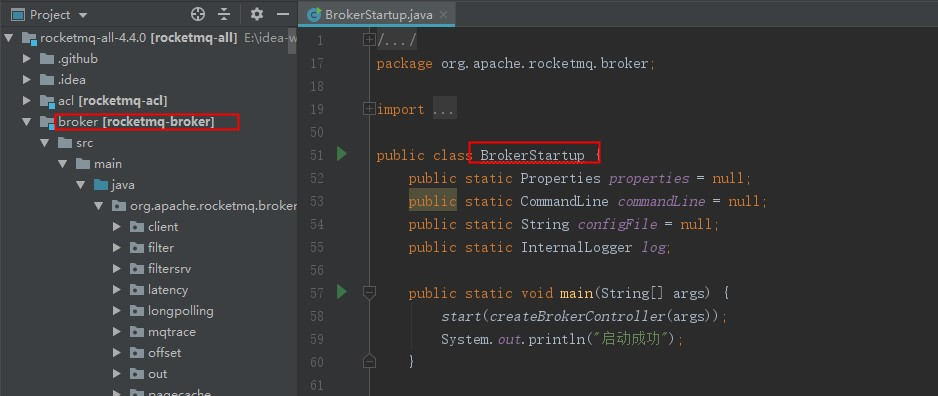 Project
rocketmq-all-4.4.0 [rocketmq-all] E:\idea-w
.github
.idea
acl [rocketmq-acl]
broker [rocketmq-broker]
src
main
java
org.apache.rocketmq.broker
client
filter
filtersrv
latency
longpolling
mqtrace
offset
out
pagecache
BrokerStartup.java
1 /.../
17 package org.apache.rocketmq.broker;
18
19 import ...
50
51 public class BrokerStartup {
52 public static Properties properties = null;
53 public static CommandLine commandLine = null;
54 public static String configFile = null;
55 public static InternalLogger log;
56
57 public static void main(String[] args) {
58 start(createBrokerController(args));
59 System.out.println("启动成功");
60 }
61